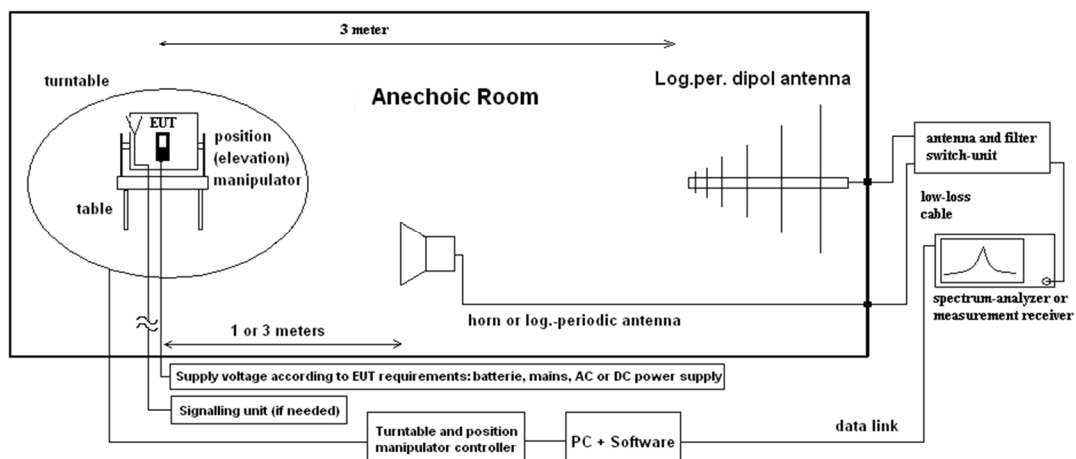 3 meter
turntable
Log.per. dipol antenna
Anechoic Room
EUT
position
(elevation)
manipulator
table
antenna and filter
switch-unit
low-loss
cable
spectrum-analyzer or
measurement receiver
horn or log.-periodic antenna
1 or 3 meters
Supply voltage according to EUT requirements: batterie, mains, AC or DC power supply
Signalling unit (if needed)
Turntable and position
manipulator controller
PC + Software
data link